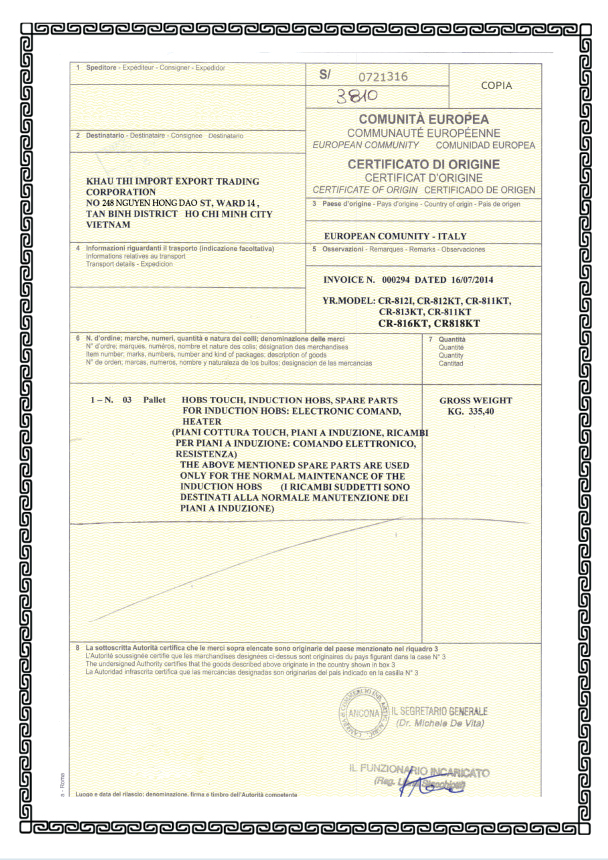 1 Speditore - Expediteur - Consigner - Expedidor
S/ 0721316
3810
COPIA
COMUNITÀ EUROPEA
COMMUNAUTÉ EUROPÉENNE
EUROPEAN COMMUNITY COMUNIDAD EUROPEA
CERTIFICATO DI ORIGINE
CERTIFICAT D'ORIGINE
CERTIFICATE OF ORIGIN CERTIFICADO DE ORIGEN
2 Destinatario - Destinataire - Consignee Destinatario
KHAU THI IMPORT EXPORT TRADING
CORPORATION
NO 248 NGUYEN HONG DAO ST, WARD 14 ,
TAN BINH DISTRICT HO CHI MINH CITY
VIETNAM
3 Paese d'origine - Pays d'origine - Country of origin - Pais de origen
EUROPEAN COMUNITY - ITALY
4 Informazioni riguardanti il trasporto (indicazione facoltativa)
Informations relatives au transport
Transport details - Expedicion
5 Osservazioni - Remarques - Remarks - Observaciones
INVOICE N. 000294 DATED 16/07/2014
YR.MODEL: CR-812I, CR-812KT, CR-811KT,
CR-813KT, CR-811KT
CR-816KT, CR818KT
6 N. d'ordine; marche, numeri, quantità e natura dei colli; denominazione delle merci
N° d'ordre; marques, numéros, nombre et nature des colis; désignation des marchandises
Item number; marks, numbers, number and kind of packages; description of goods
N° de orden; marcas, numeros, nombre y naturaleza de los bultos; designacion de las mercancias
7 Quantità
Quantité
Quantity
Cantitad
1 – N. 03 Pallet HOBS TOUCH, INDUCTION HOBS, SPARE PARTS
FOR INDUCTION HOBS: ELECTRONIC COMAND,
HEATER
(PIANI COTTURA TOUCH, PIANI A INDUZIONE, RICAMBI
PER PIANI A INDUZIONE: COMANDO ELETTRONICO,
RESISTENZA)
THE ABOVE MENTIONED SPARE PARTS ARE USED
ONLY FOR THE NORMAL MAINTENANCE OF THE
INDUCTION HOBS (I RICAMBI SUDDETTI SONO
DESTINATI ALLA NORMALE MANUTENZIONE DEI
PIANI A INDUZIONE)
GROSS WEIGHT
KG. 335,40
8 La sottoscritta Autorità certifica che le merci sopra elencate sono originarie del paese menzionato nel riquadro 3
L'Autorité soussignée certifie que les marchandises designées ci-dessus sont originaires du pays figurant dans la case N° 3
The undersigned Authority certifies that the goods described above originate in the country shown in box 3
La Autoridad infrascrita certifica que las mercancias designadas son originarias del pais indicado en la casilla N° 3
ANCONA
IL SEGRETARIO GENERALE
(Dr. Michele De Vita)
IL FUNZIONARIO INCARICATO
(Rag.
Luogo e data del rilascio; denominazione, firma e timbro dell'Autorità competente
a - Rome